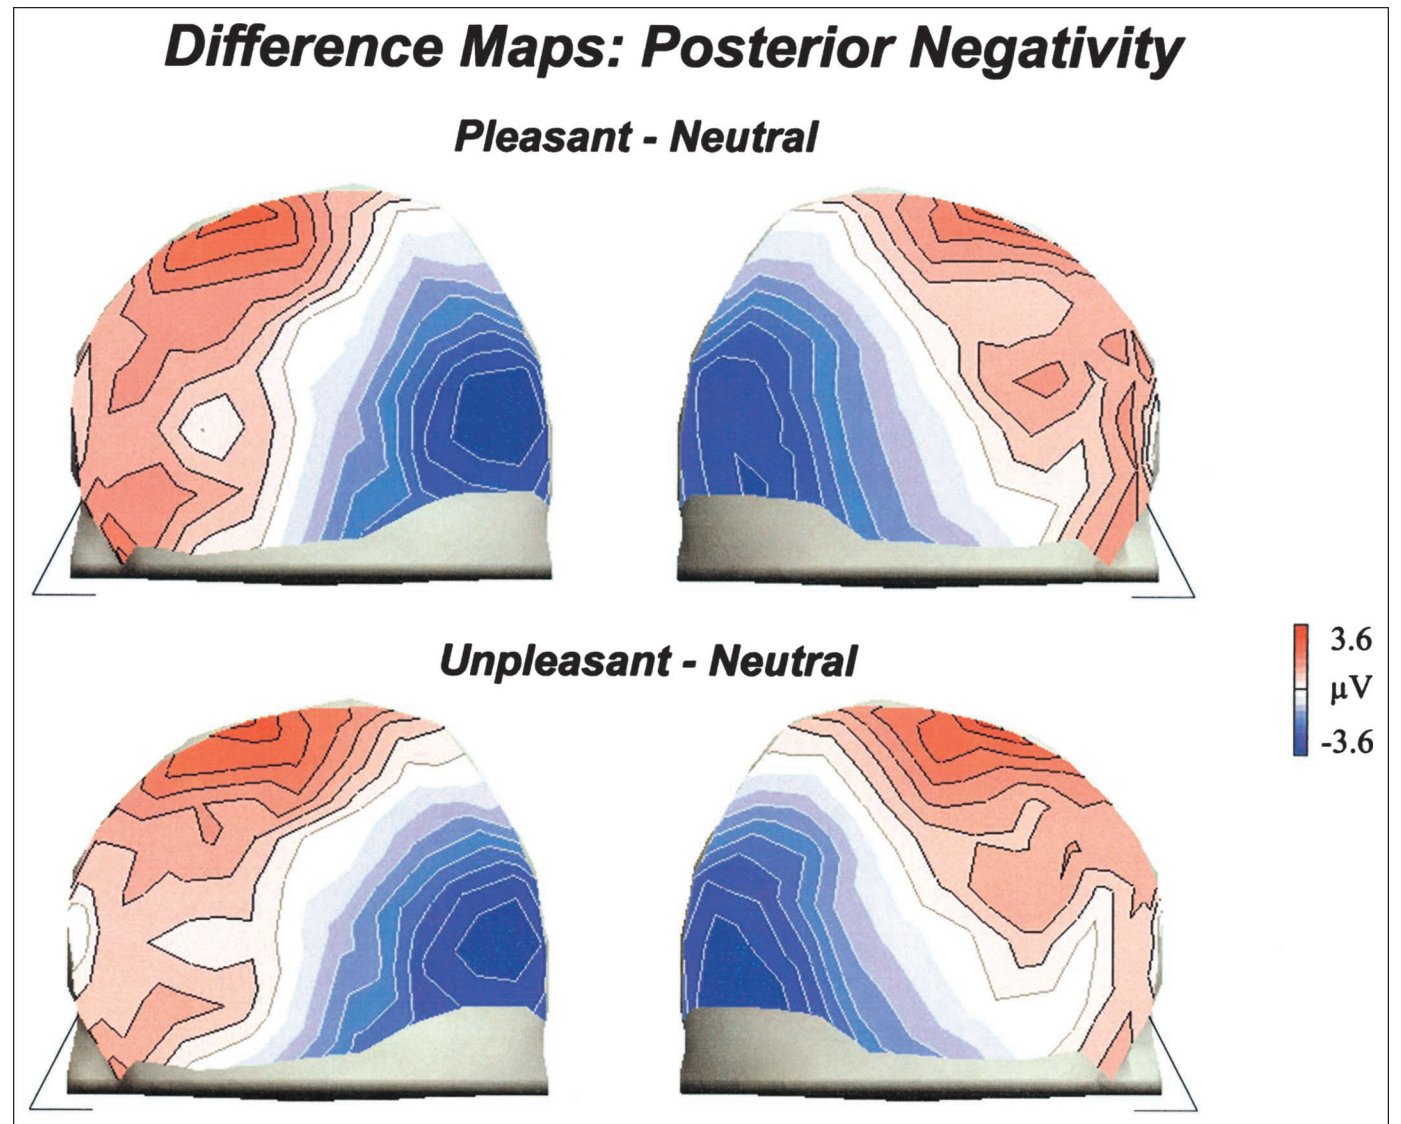 Difference Maps: Posterior Negativity
Pleasant - Neutral
Unpleasant - Neutral
3.6
μV
-3.6